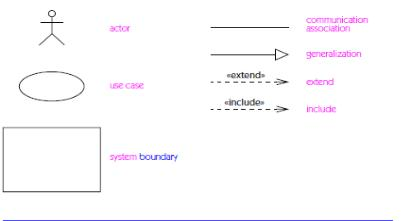 actor
communication
association
generalization
use case
«extend»
extend
«include»
include
system boundary